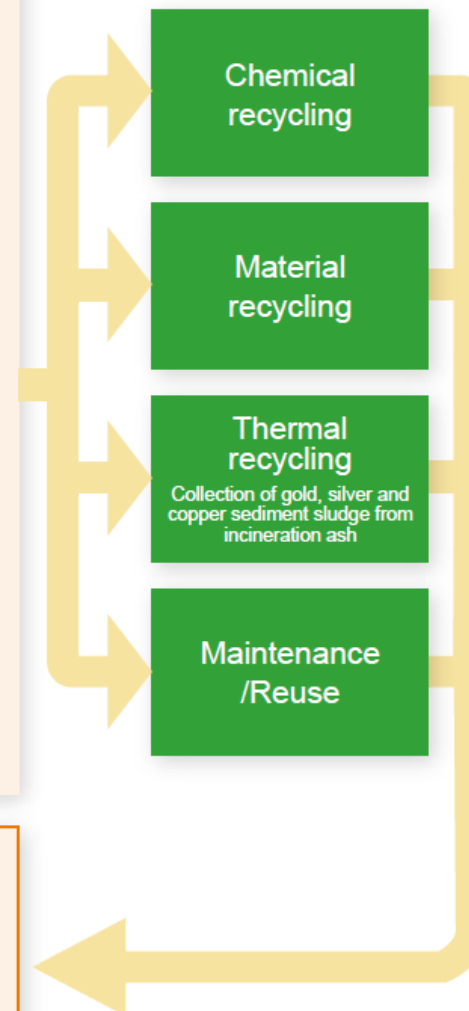 Chemical
recycling
Material
recycling
Thermal
recycling
Collection of gold, silver and
copper sediment sludge from
incineration ash
Maintenance
/Reuse